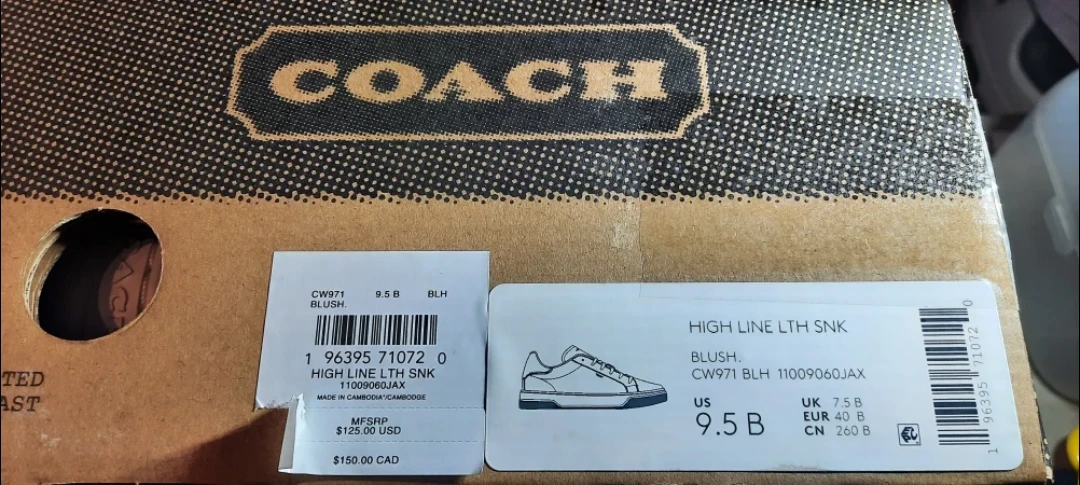 COACH
TED
AST
CW971 9.5 B BLH
BLUSH.
1 96395 71072 0
HIGH LINE LTH SNK
11009060JAX
MADE IN CAMBODIA*/CAMBODGE
MFSRP
$125.00 USD
$150.00 CAD
HIGH LINE LTH SNK
BLUSH.
CW971 BLH 11009060JAX
US
9.5 B
UK 7.5 B
EUR 40 B
CN 260 B
1 96395 71072 0